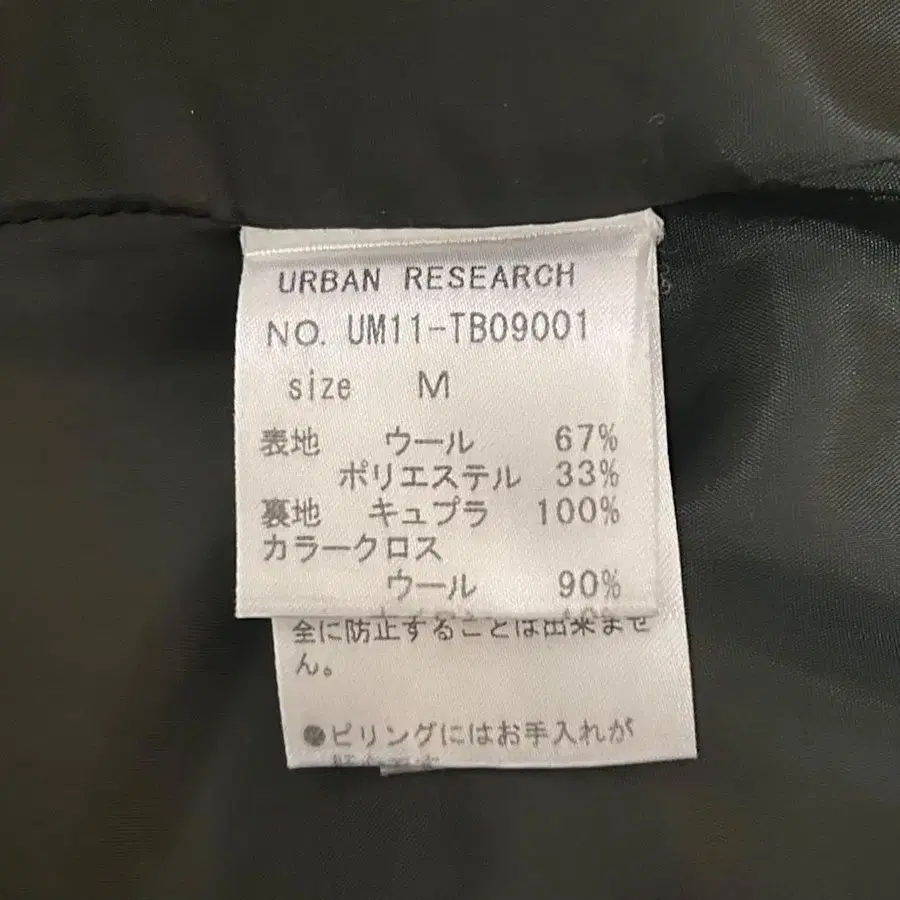 URBAN RESEARCH
NO. UM11-TB09001
size M
表地 ウール 67%
ポリエステル 33%
裏地 キュプラ 100%
カラークロス
ウール 90%
全に防止することは出来ませ
ん。
●ピリングにはお手入れが